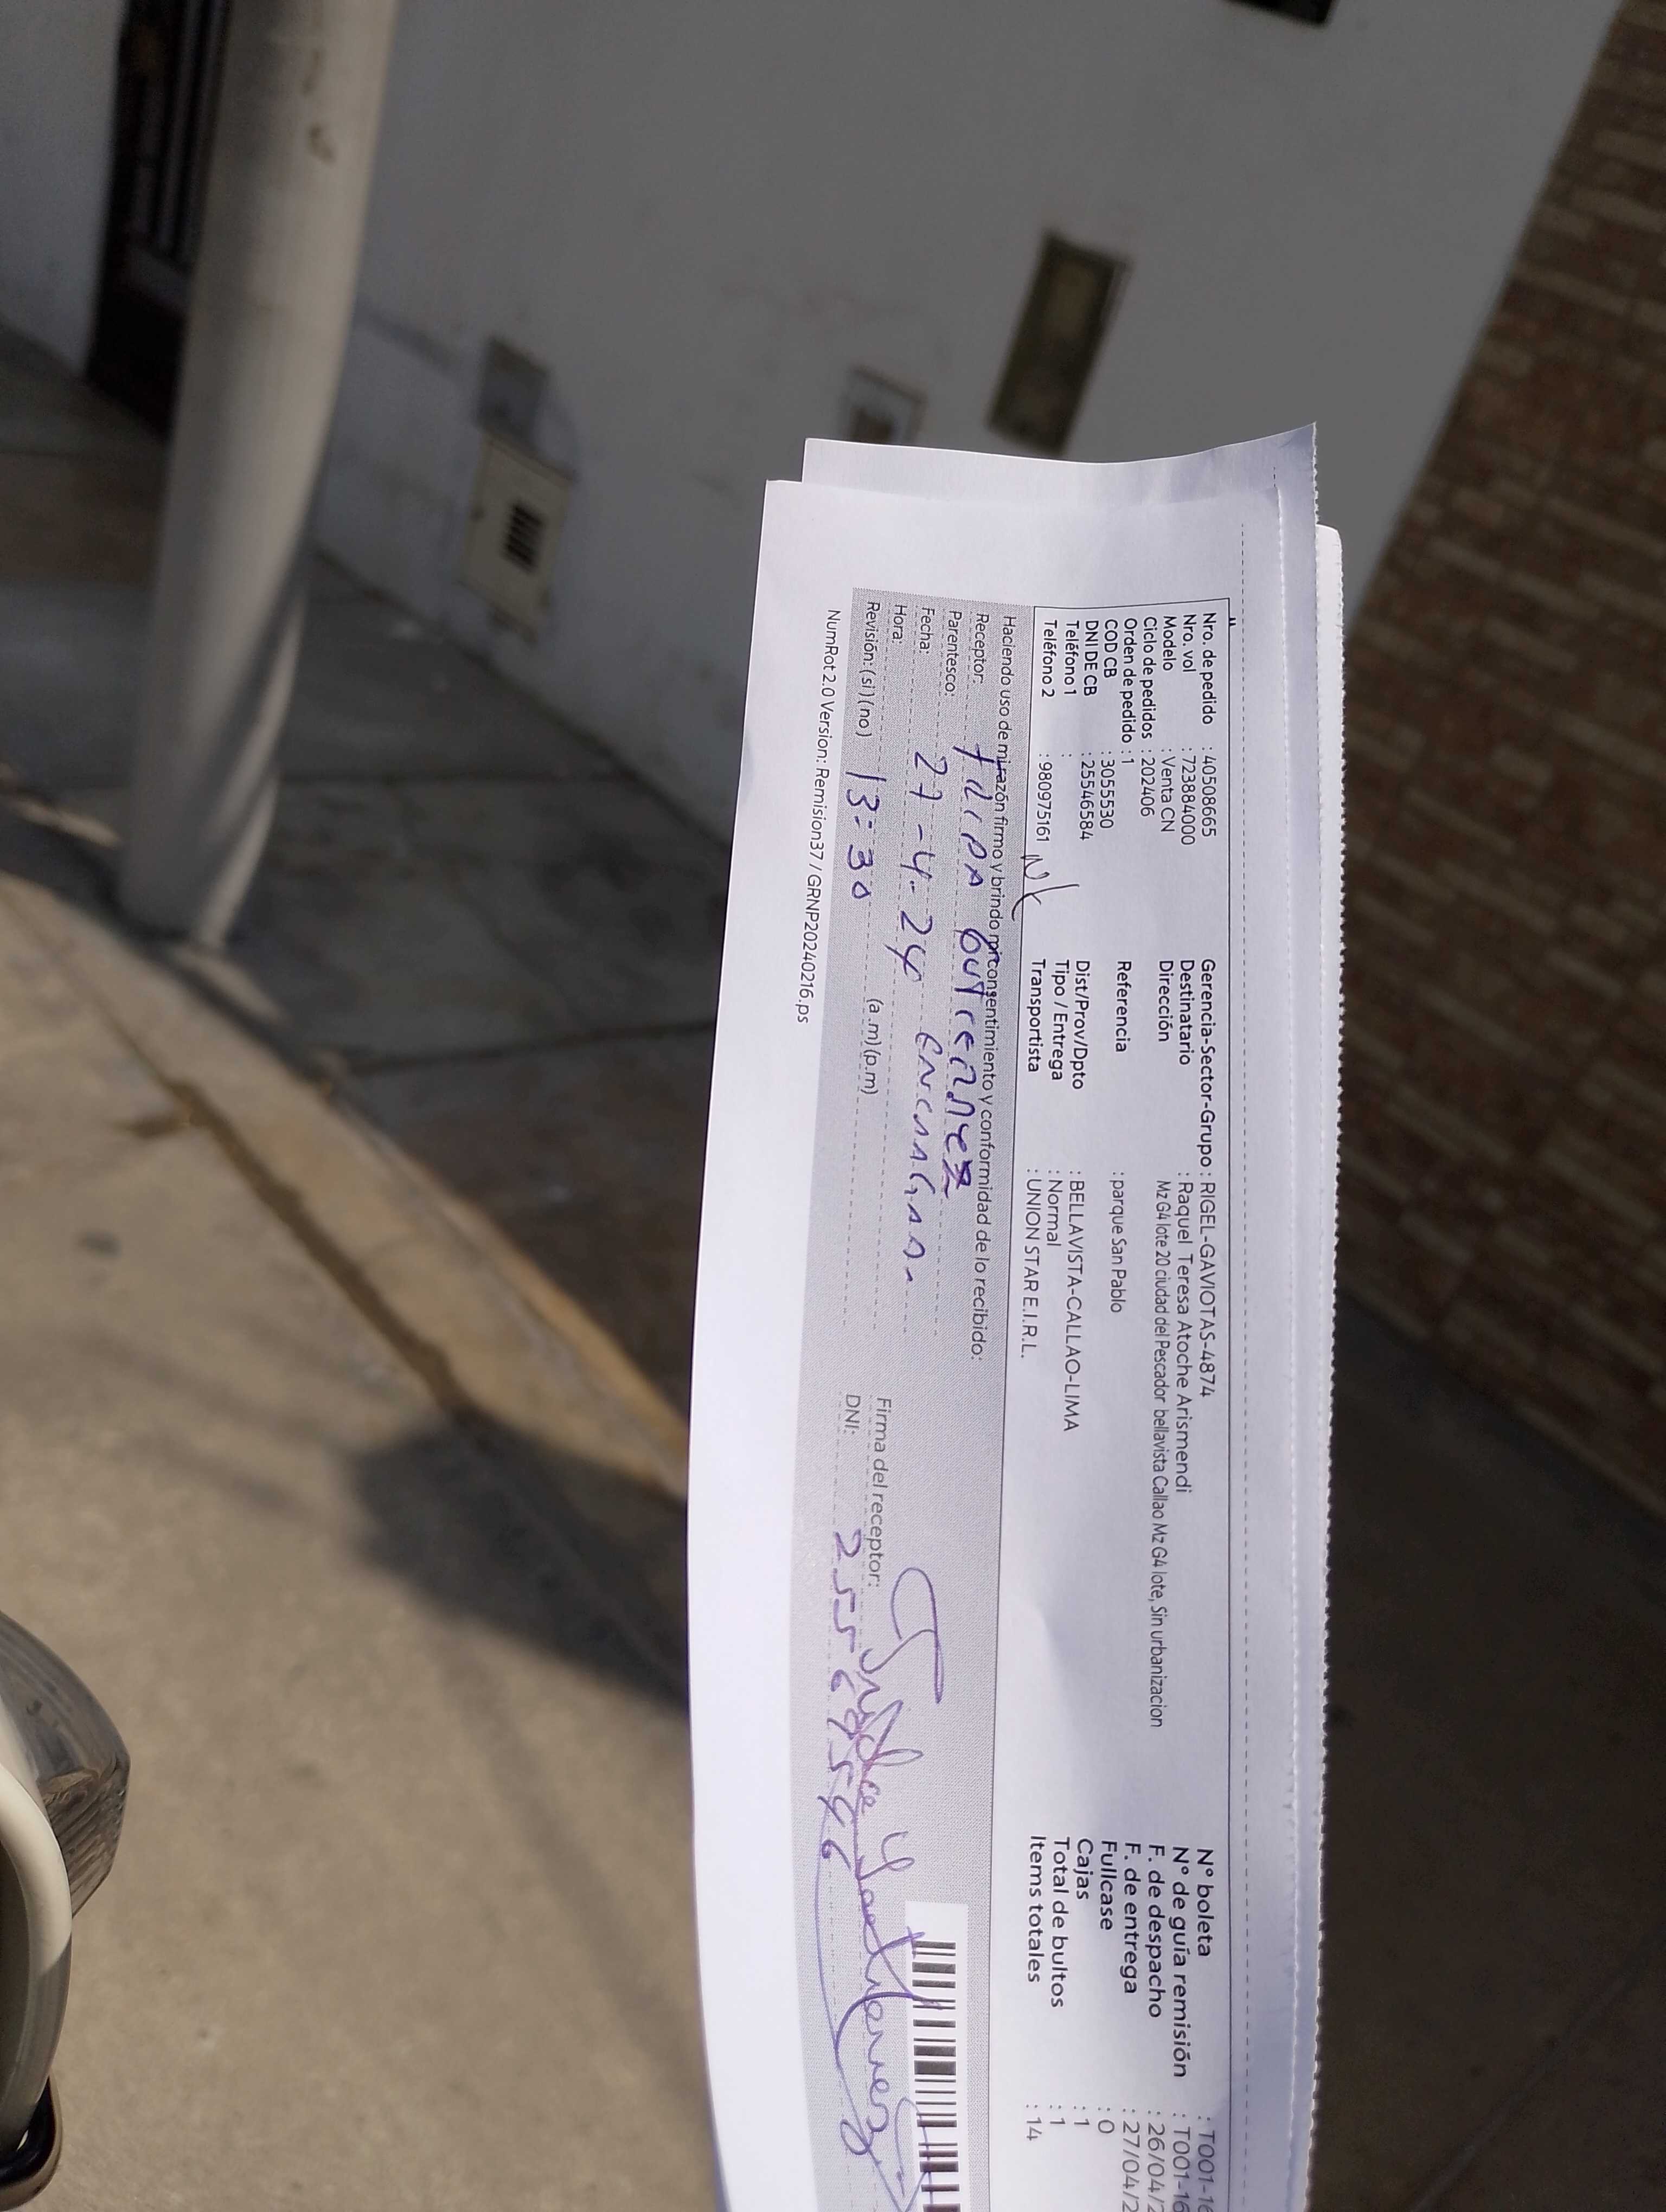 Nro. de pedido : 40508665
Nro. vol : 723884000
Modelo : Venta CN
Ciclo de pedidos : 202406
Orden de pedido : 1
COD CB : 3055530
DNI DE CB : 25546584
Teléfono 1 :
Teléfono 2 : 980975161
Gerencia-Sector-Grupo : RIGEL-GAVIOTAS-4874
Destinatario : Raquel Teresa Atoche Arismendi
Dirección Mz G4 lote 20 ciudad del Pescador bellavista Callao Mz G4 lote, Sin urbanizacion
Referencia : parque San Pablo
Dist/Prov/Dpto : BELLAVISTA-CALLAO-LIMA
Tipo / Entrega : Normal
Transportista : UNION STAR E.I.R.L.
N° boleta : T001-16
N° de guía remisión : T001-16
F. de despacho : 26/04/2
F. de entrega : 27/04/2
Fullcase : 0
Cajas : 1
Total de bultos : 1
Items totales : 14
Haciendo uso de mi razón firmo y brindo mi consentimiento y conformidad de lo recibido:
Receptor:
Parentesco:
Fecha: 27-4-24
Hora:
Revisión: (si) (no) 13:30 (a.m) (p.m)
Firma del receptor:
DNI:
NumRot2.0 Version: Remision37 / GRNP20240216.ps